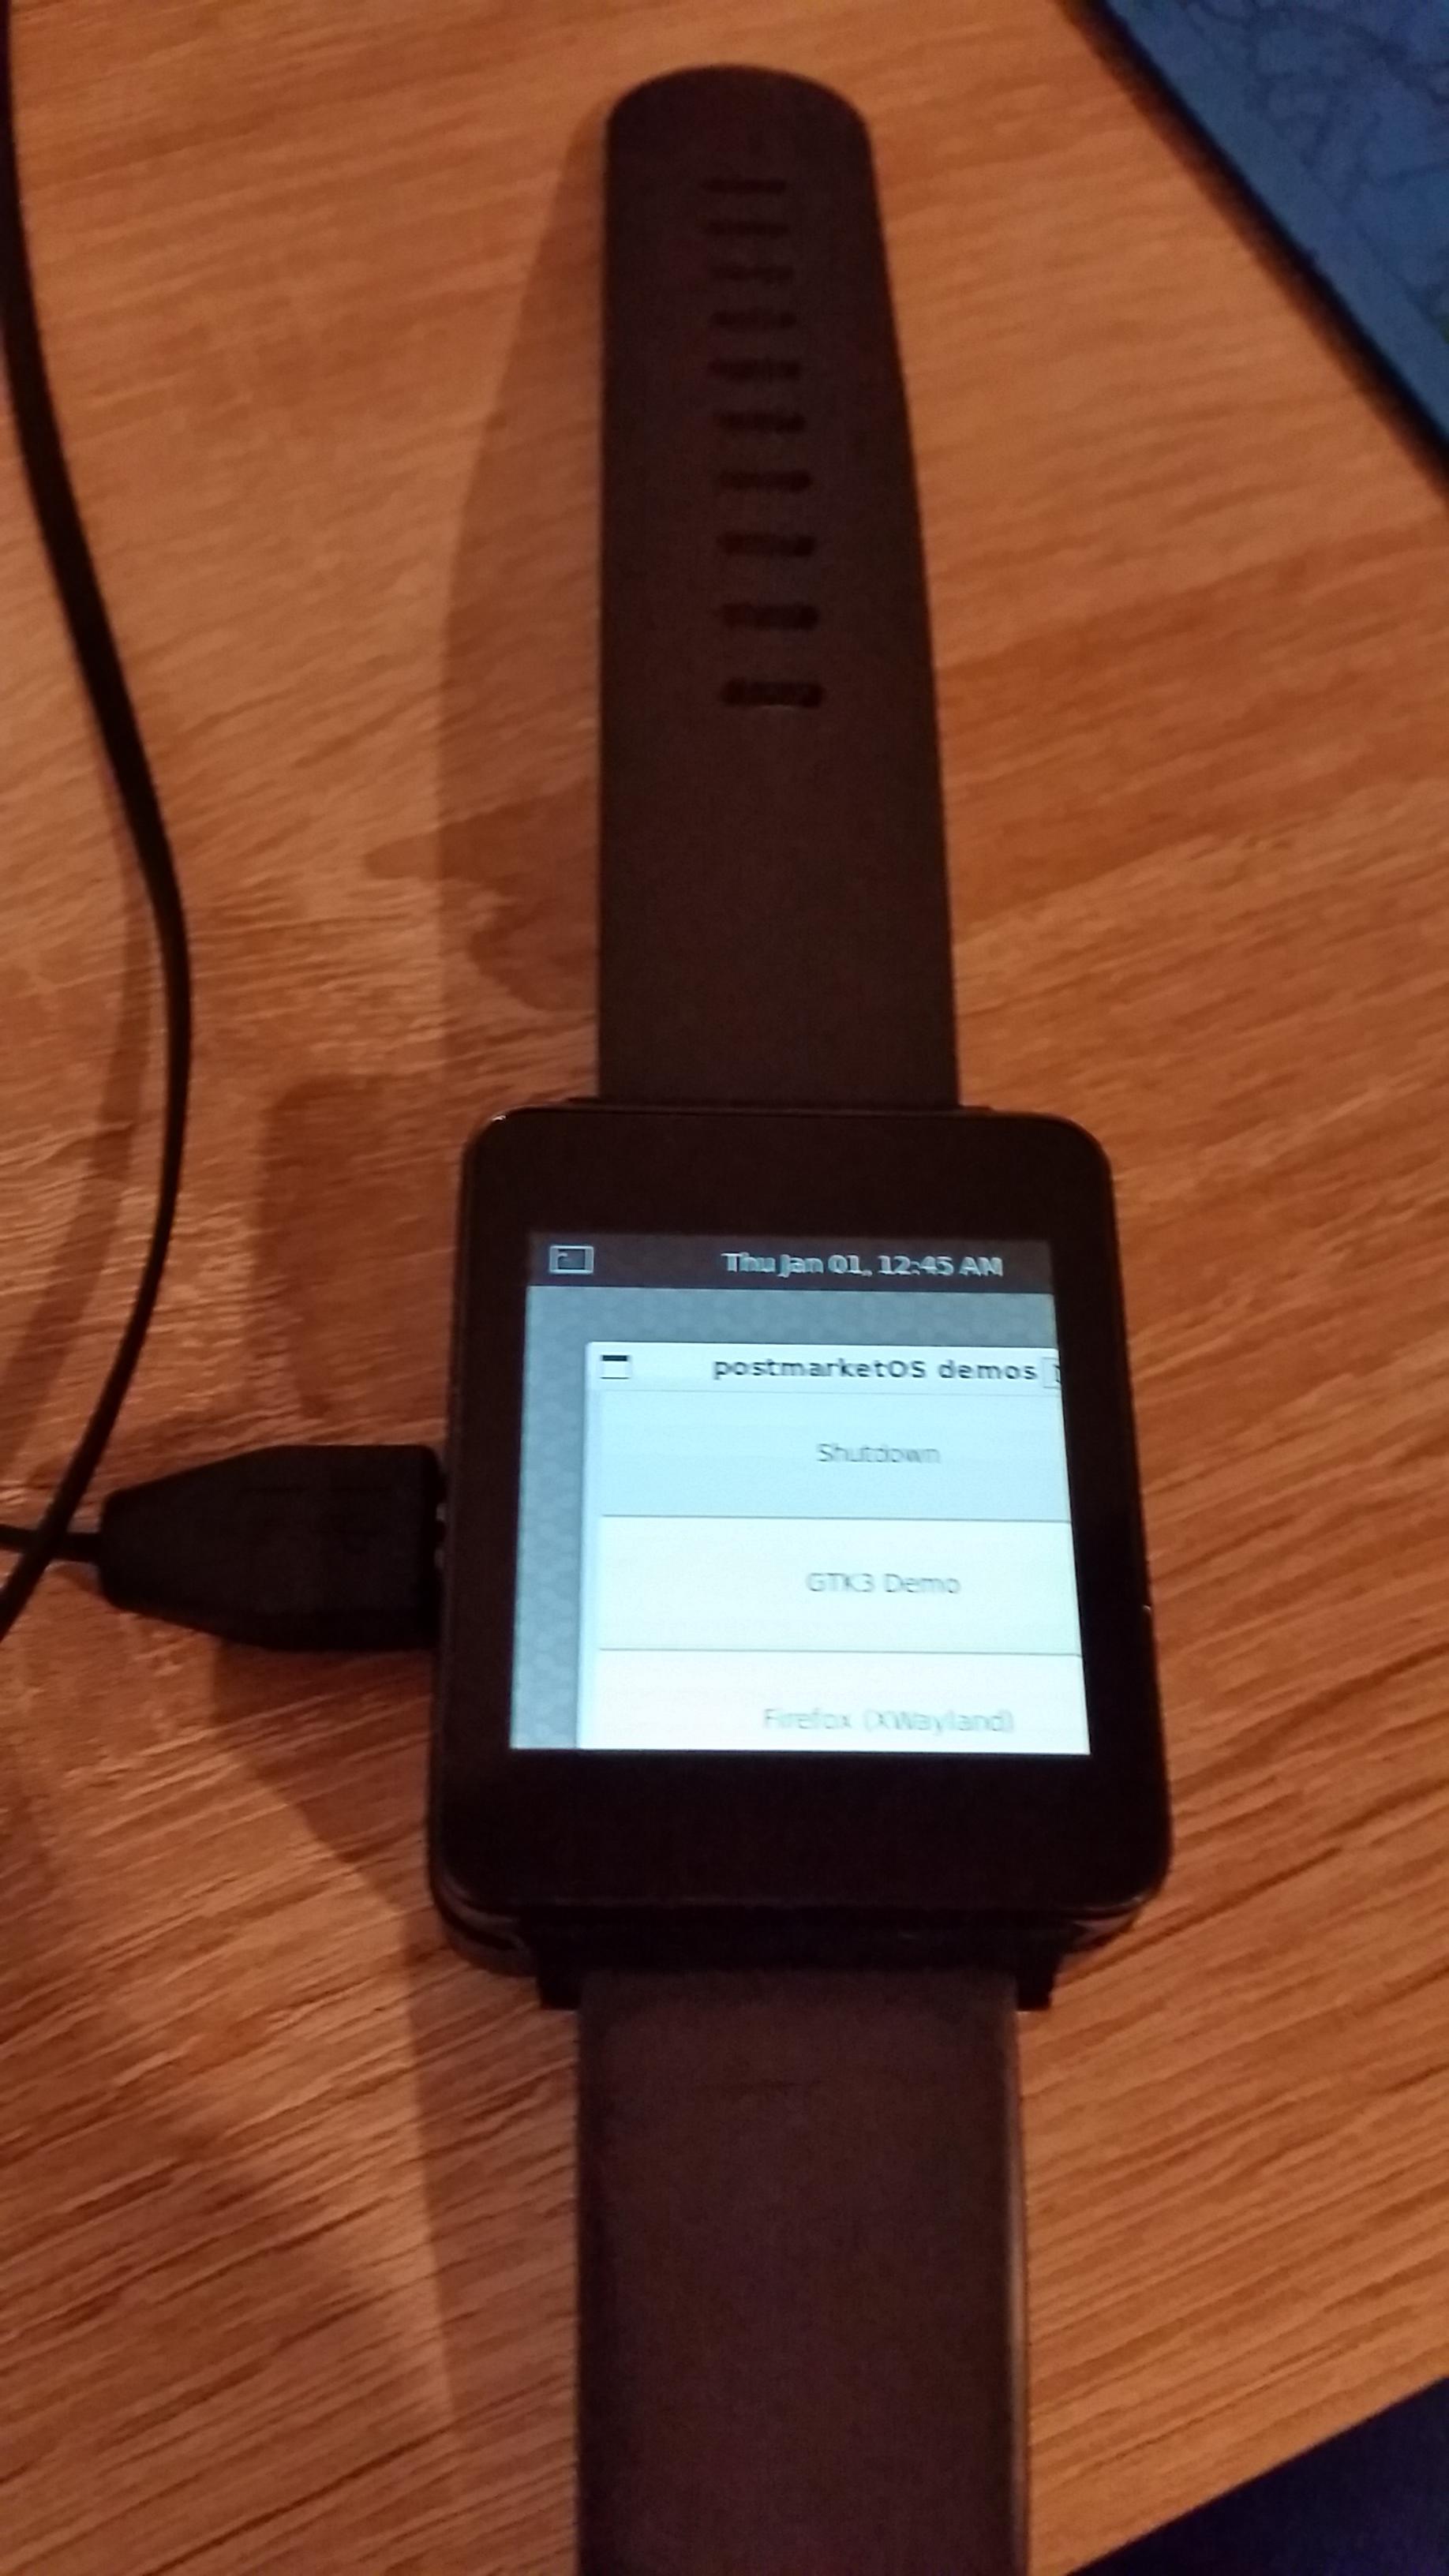 Thu Jan 01, 12:45 AM
postmarketOS demos
Shutdown
GTK3 Demo
Firefox (XWayland)